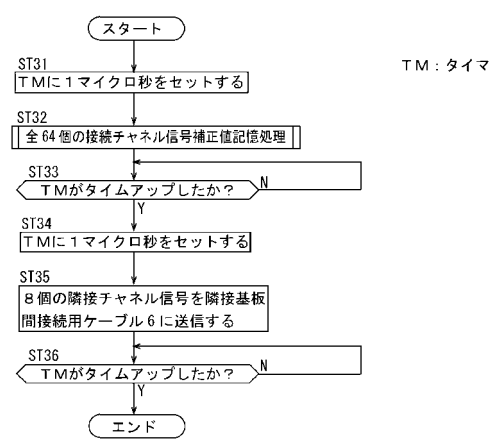 スタート
TM：タイマ
ST31
TMに1マイクロ秒をセットする
ST32
全64個の接続チャネル信号補正値記憶処理
ST33
TMがタイムアップしたか？
N
Y
ST34
TMに1マイクロ秒をセットする
ST35
8個の隣接チャネル信号を隣接基板
間接続用ケーブル6に送信する
ST36
TMがタイムアップしたか？
N
Y
エンド